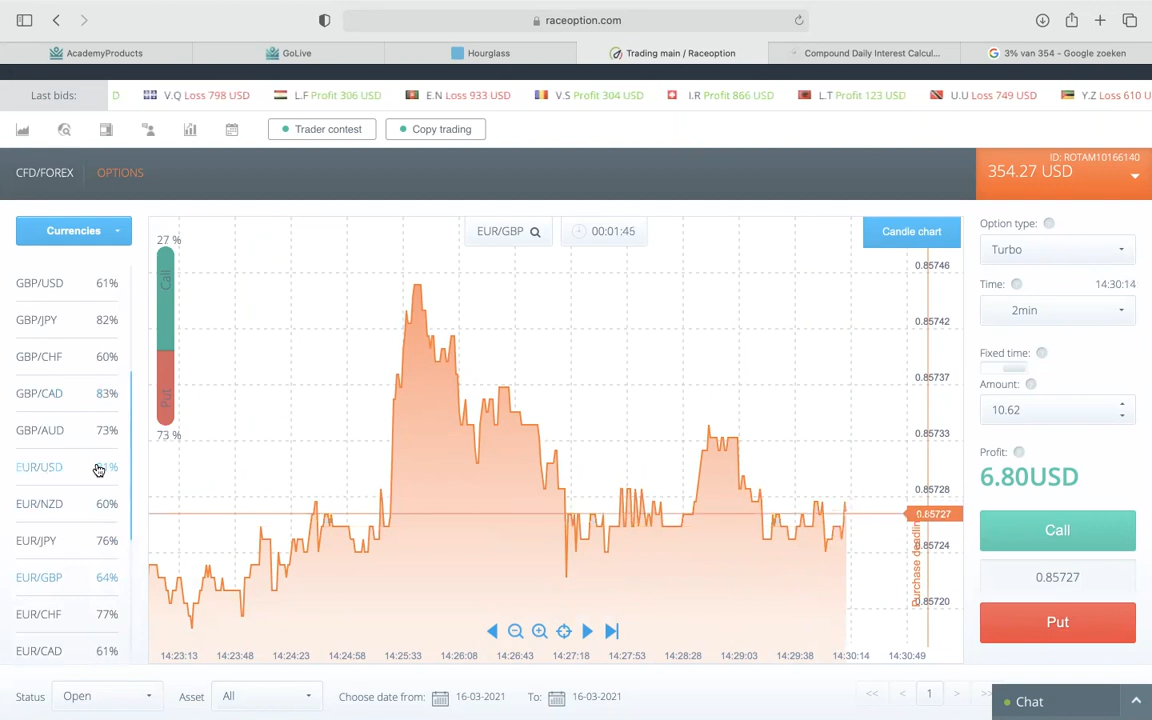 raceoption.com
AcademyProducts
GoLive
Hourglass
Trading main / Raceoption
Compound Daily Interest Calcul...
3% van 354 - Google zoeken
Last bids:
D
V.Q Loss 798 USD
L.F Profit 306 USD
E.N Loss 933 USD
V.S Profit 304 USD
I.R Profit 866 USD
L.T Profit 123 USD
U.U Loss 749 USD
Y.Z Loss 610 U
Trader contest
Copy trading
CFD/FOREX
OPTIONS
ID: ROTAM10166140
354.27 USD
Currencies
GBP/USD 61%
GBP/JPY 82%
GBP/CHF 60%
GBP/CAD 83%
GBP/AUD 73%
EUR/USD
EUR/NZD 60%
EUR/JPY 76%
EUR/GBP 64%
EUR/CHF 77%
EUR/CAD 61%
27 %
Call
Put
73 %
EUR/GBP
00:01:45
Candle chart
0.85746
0.85742
0.85737
0.85733
0.85728
0.85727
0.85724
0.85720
Purchase deadlin
14:23:13 14:23:48 14:24:23 14:24:58 14:25:33 14:26:08 14:26:43 14:27:18 14:27:53 14:28:28 14:29:03 14:29:38 14:30:14 14:30:49
Option type:
Turbo
Time: 14:30:14
2min
Fixed time:
Amount:
10.62
Profit:
6.80USD
Call
0.85727
Put
Status Open Asset All Choose date from: 16-03-2021 To: 16-03-2021
<< < 1 > >>
Chat